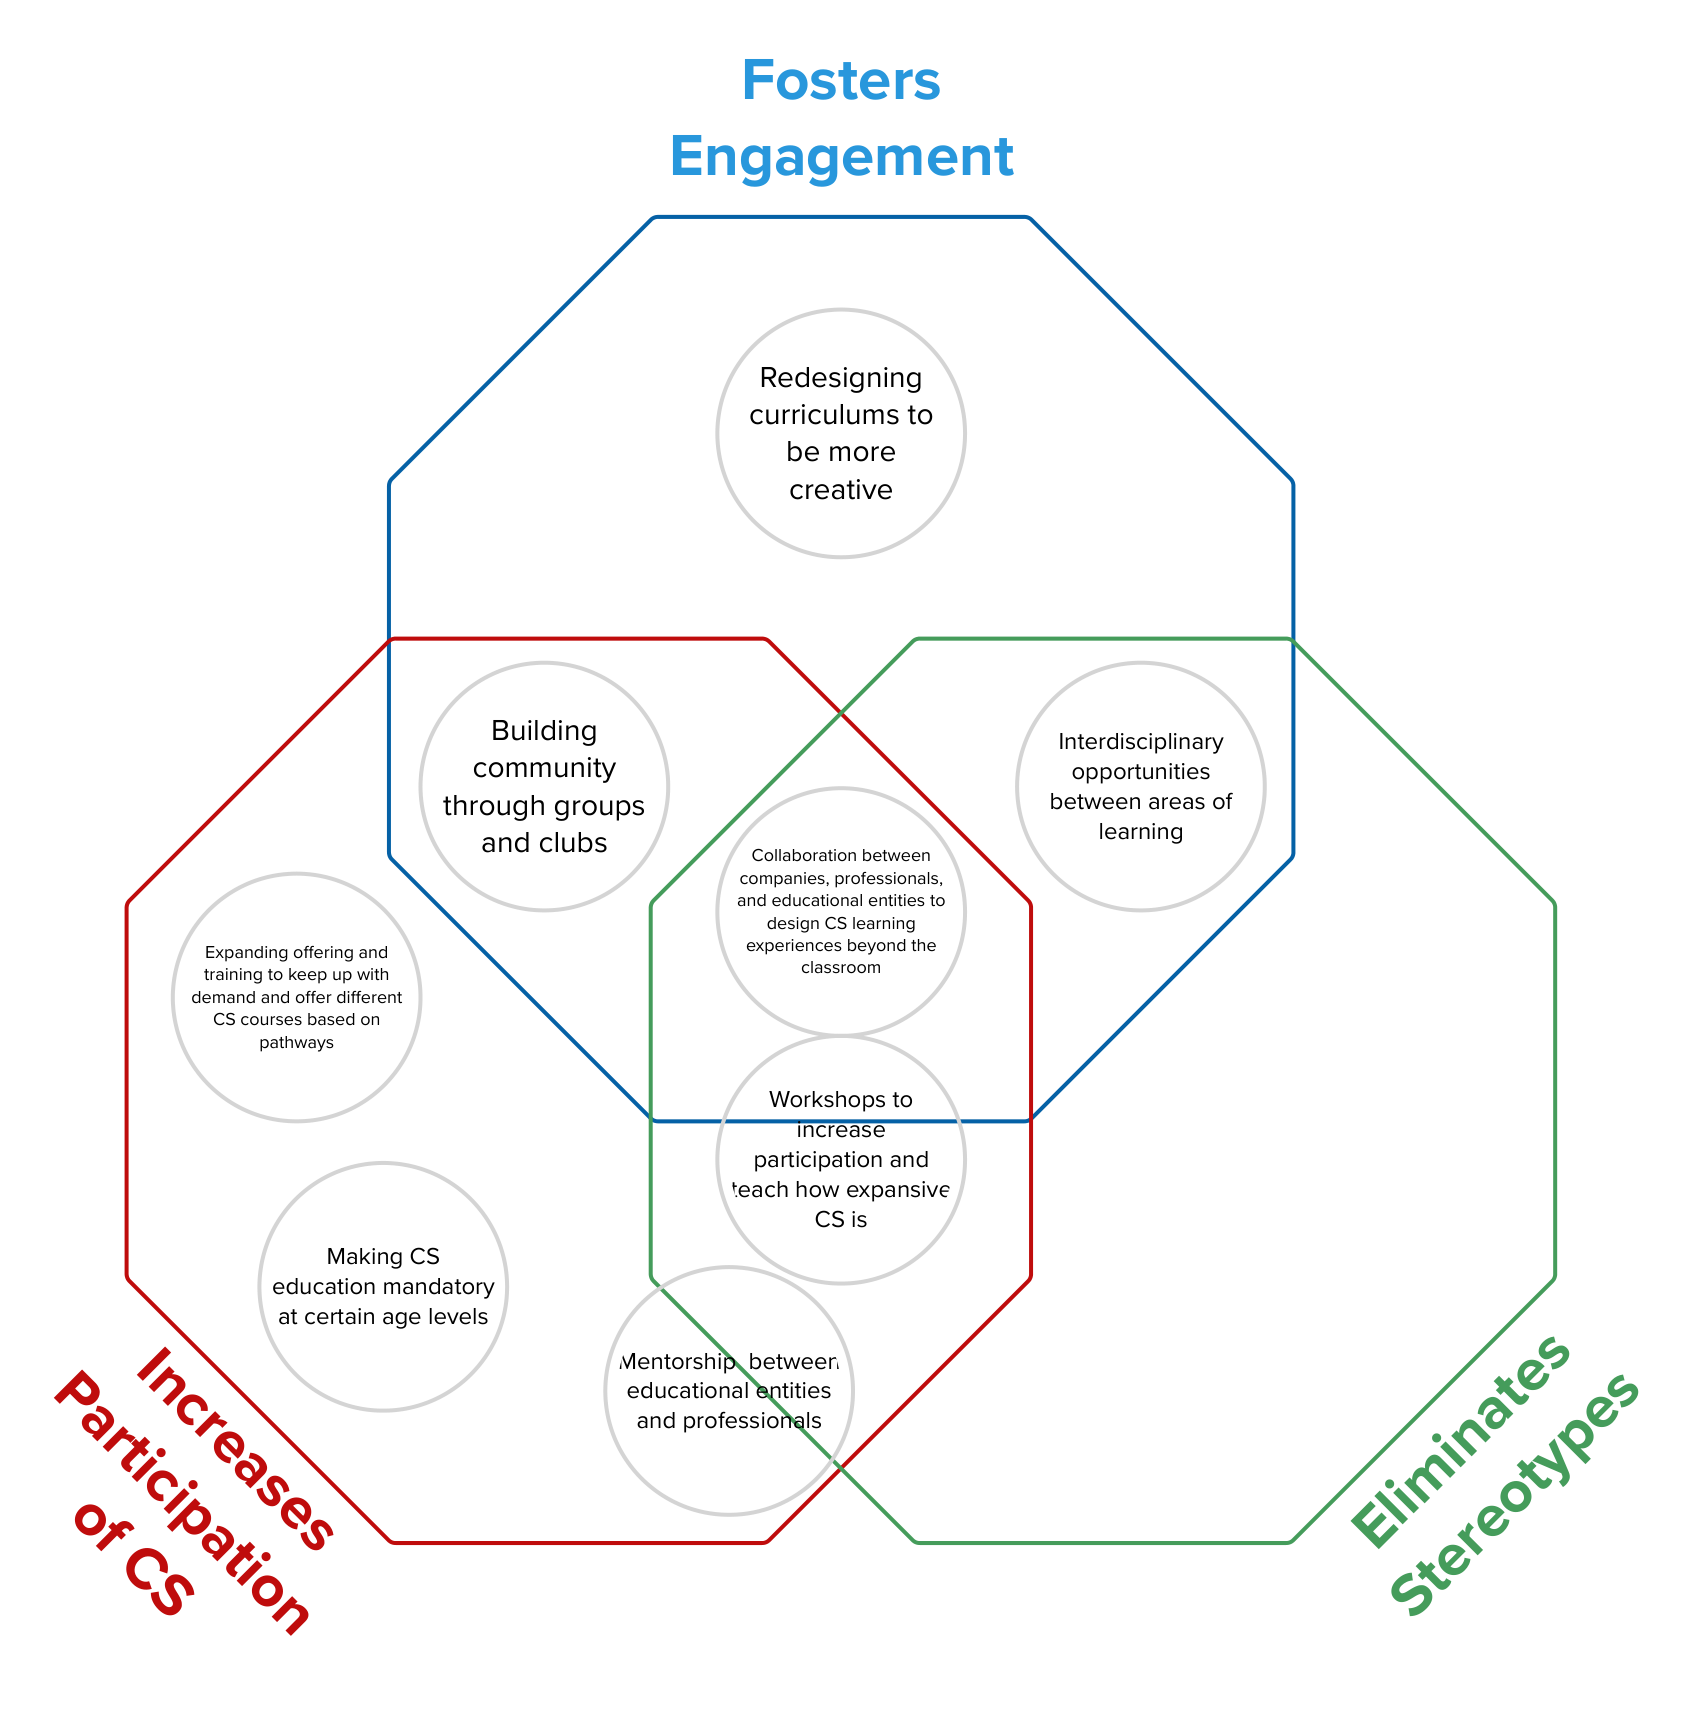 Fosters
Engagement
Redesigning
curriculums to
be more
creative
Building
community
through groups
and clubs
Interdisciplinary
opportunities
between areas of
learning
Collaboration between
companies, professionals,
and educational entities to
design CS learning
experiences beyond the
classroom
Expanding offering and
training to keep up with
demand and offer different
CS courses based on
pathways
Workshops to
increase
participation and
teach how expansive
CS is
Making CS
education mandatory
at certain age levels
Mentorship between
educational entities
and professionals
Increases
Participation
of CS
Eliminates
Stereotypes